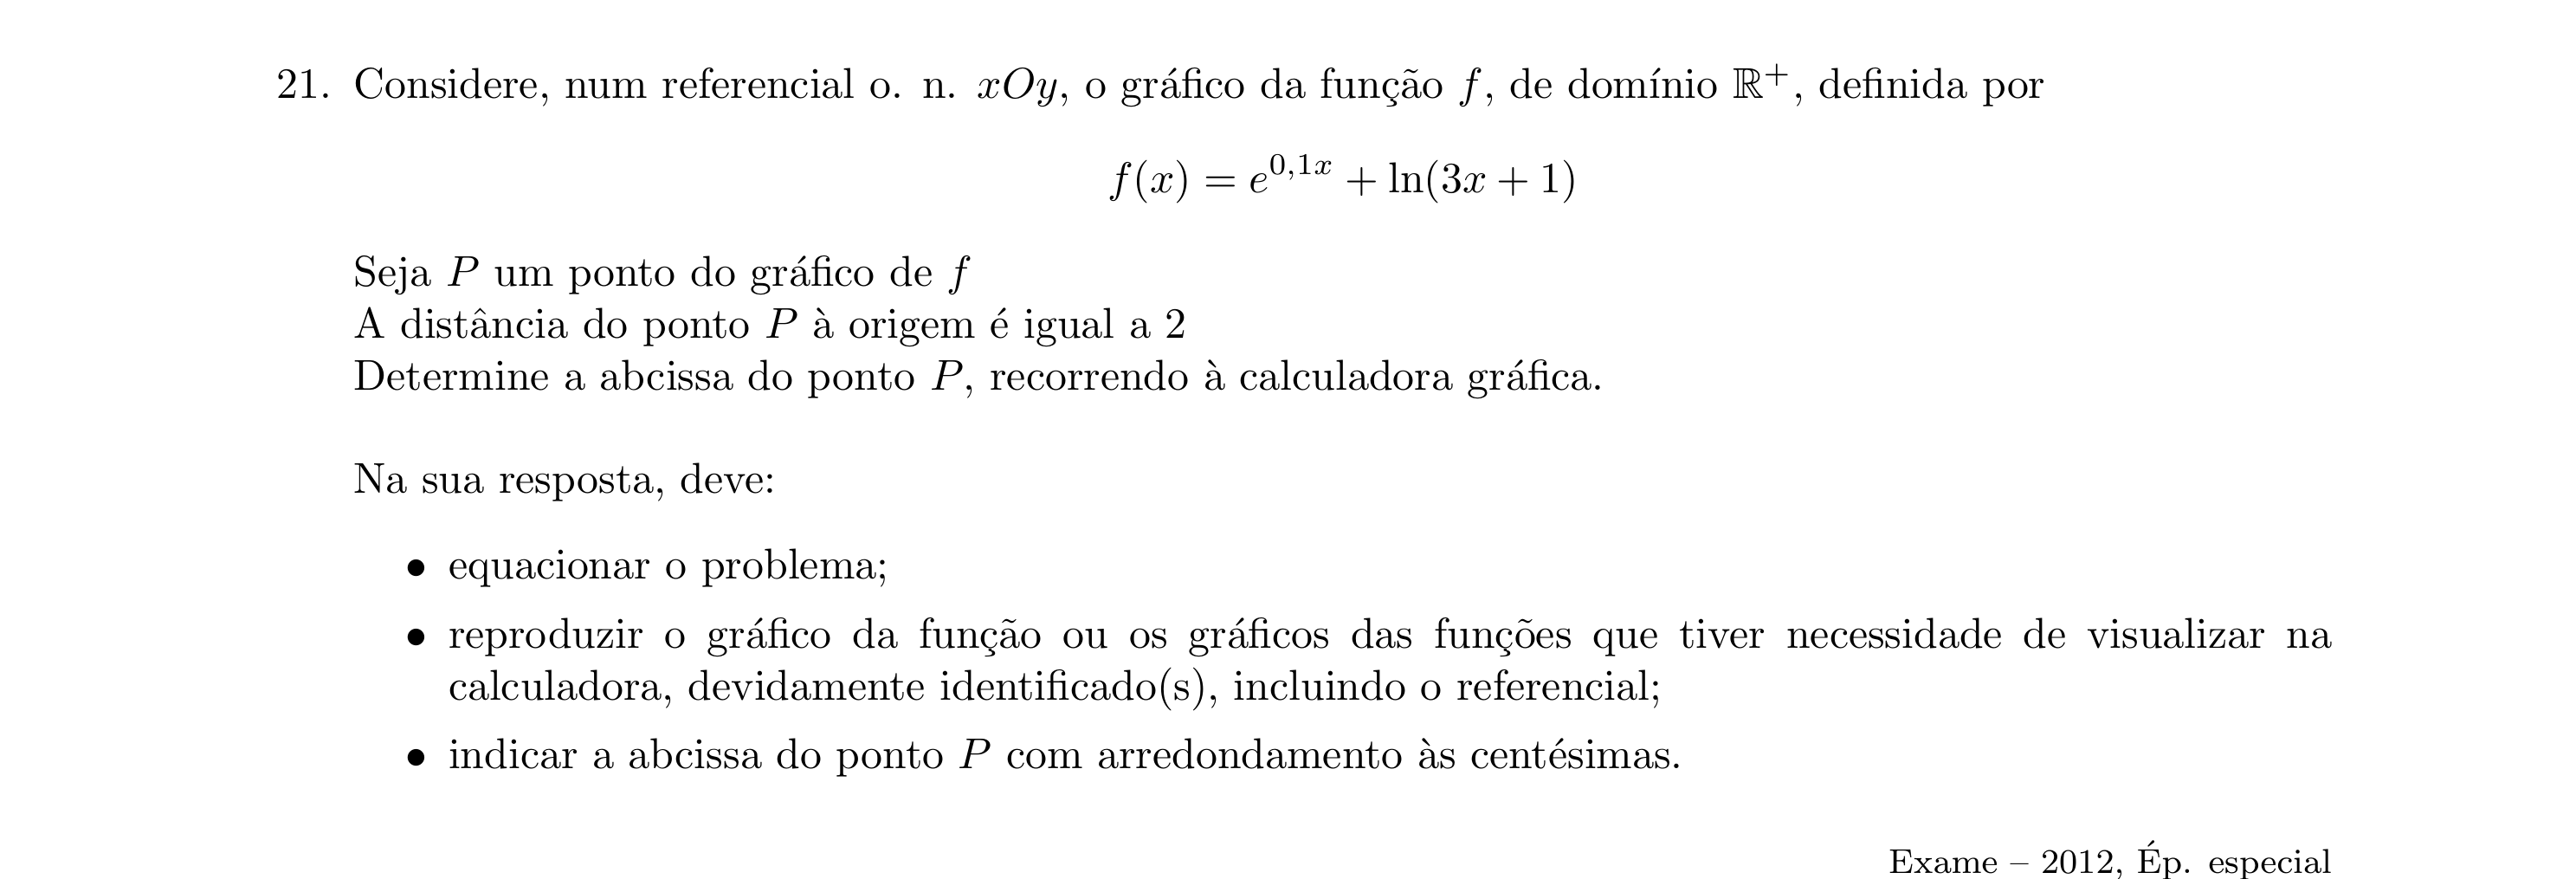 21. Considere, num referencial o. n. xOy, o gráfico da função f, de domínio ℝ⁺, definida por
f(x) = e^{0,1x} + ln(3x + 1)
Seja P um ponto do gráfico de f
A distância do ponto P à origem é igual a 2
Determine a abcissa do ponto P, recorrendo à calculadora gráfica.
Na sua resposta, deve:
• equacionar o problema;
• reproduzir o gráfico da função ou os gráficos das funções que tiver necessidade de visualizar na
calculadora, devidamente identificado(s), incluindo o referencial;
• indicar a abcissa do ponto P com arredondamento às centésimas.
Exame – 2012, Ép. especial